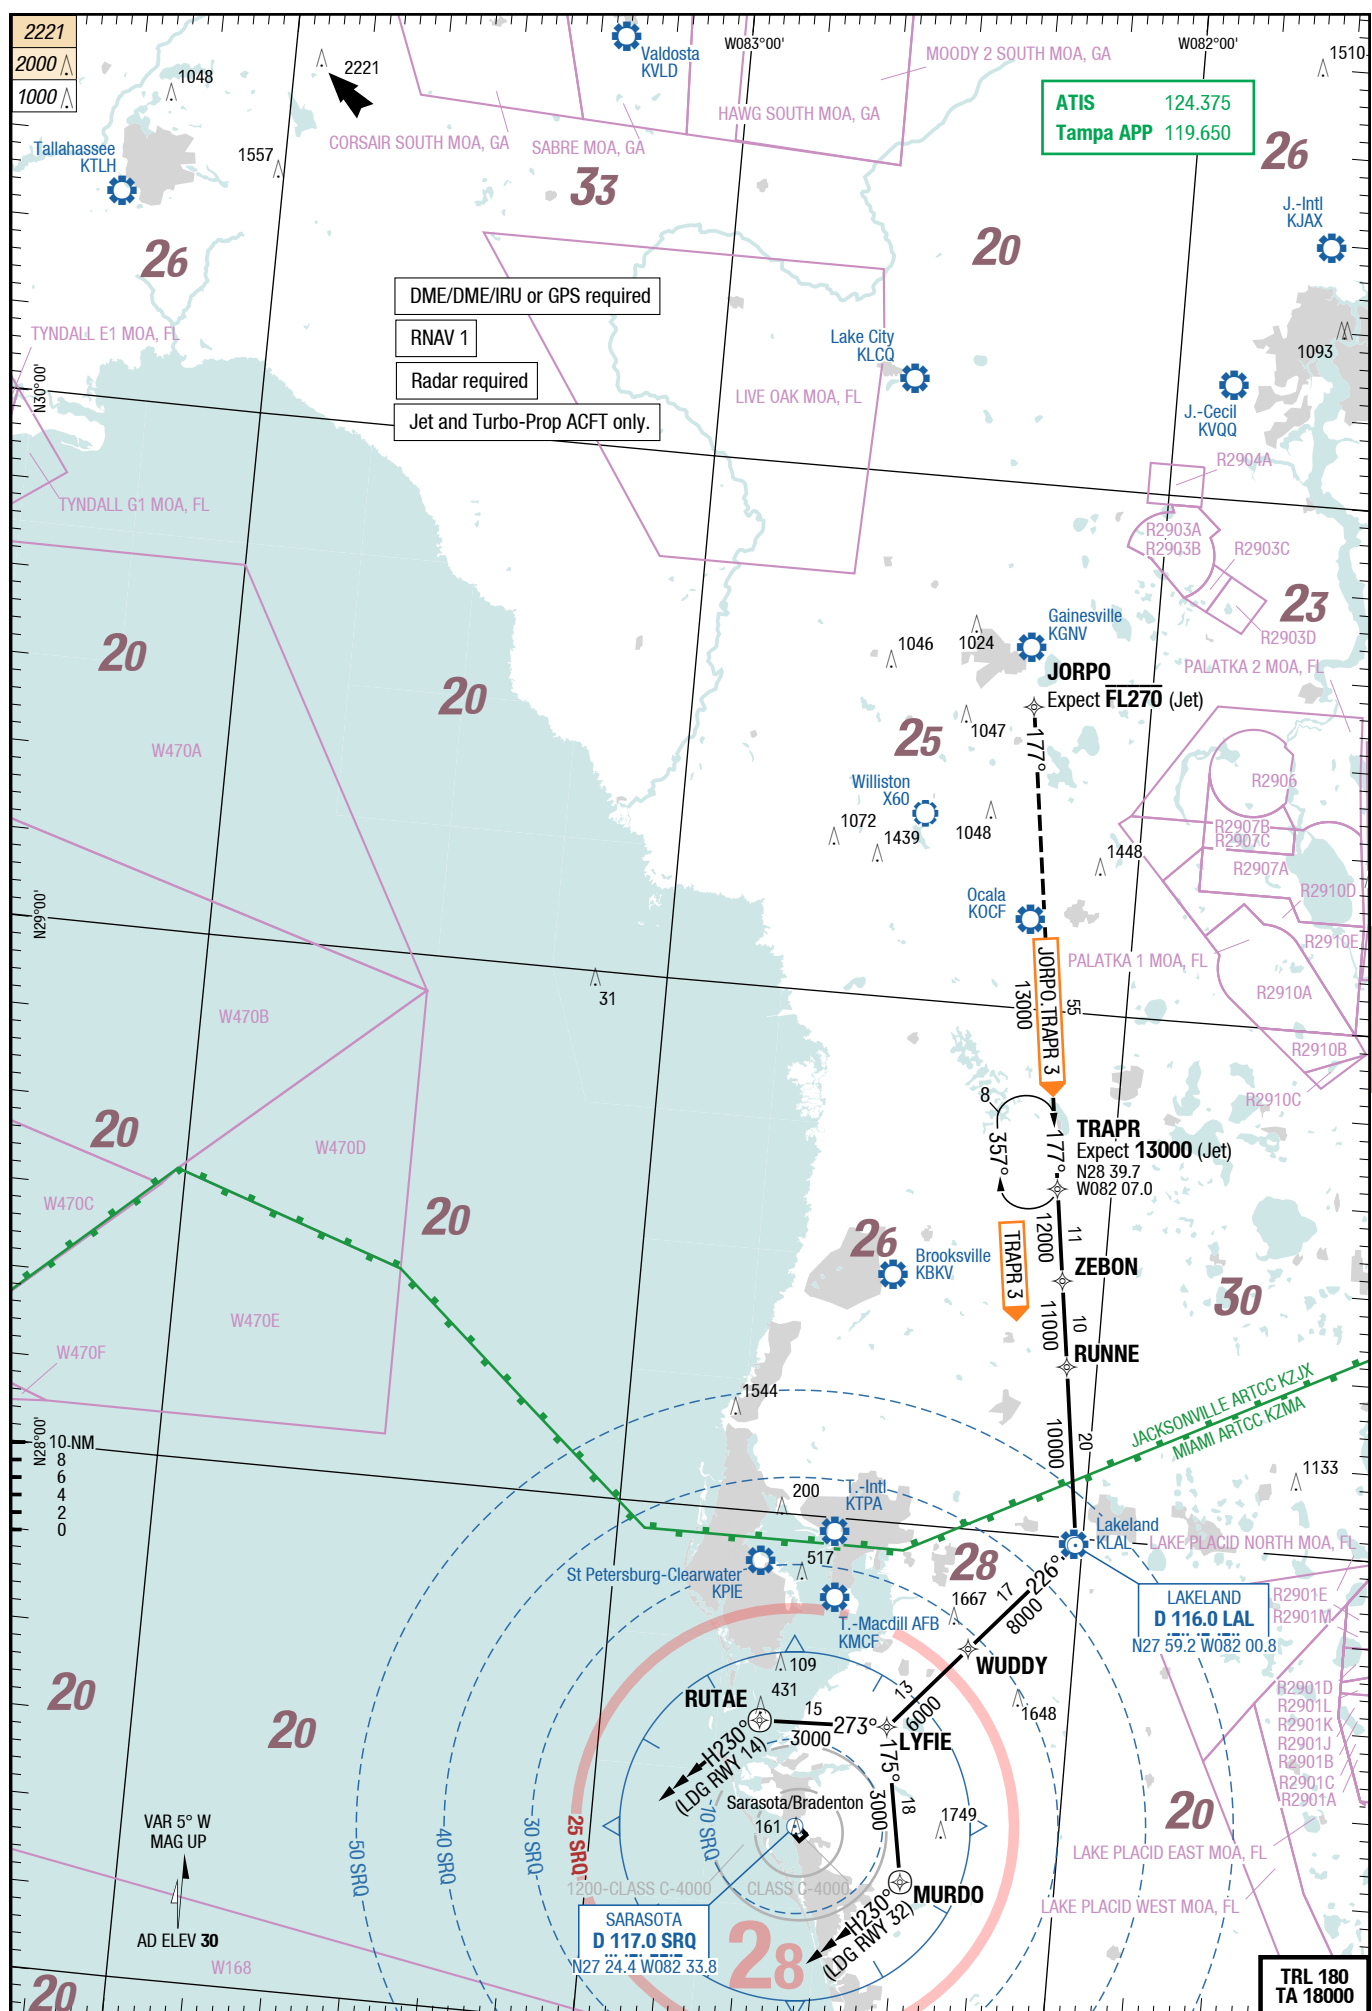 2221
2000
1000
1048
2221
Valdosta
KVLD
W083°00'
MOODY 2 SOUTH MOA, GA
W082°00'
1510
ATIS 124.375
Tampa APP 119.650
HAWG SOUTH MOA, GA
CORSAIR SOUTH MOA, GA
SABRE MOA, GA
Tallahassee
KTLH
1557
33
26
26
20
J.-Intl
KJAX
DME/DME/IRU or GPS required
RNAV 1
Radar required
Jet and Turbo-Prop ACFT only.
TYNDALL E1 MOA, FL
N30°00'
Lake City
KLCQ
LIVE OAK MOA, FL
1093
J.-Cecil
KVQQ
R2904A
TYNDALL G1 MOA, FL
R2903A
R2903B
R2903C
R2903D
23
20
20
1046
1024
Gainesville
KGNV
JORPO
Expect FL270 (Jet)
PALATKA 2 MOA, FL
1047
25
177°
W470A
Williston
X60
1072
1439
1048
1448
R2906
R2907B
R2907C
R2907A
R2910D
R2910E
Ocala
KOCF
N29°00'
31
JORPO.TRAPR 3
13000
55
PALATKA 1 MOA, FL
R2910A
R2910B
R2910C
W470B
20
W470D
8
357°
177°
TRAPR
Expect 13000 (Jet)
N28 39.7
W082 07.0
W470C
20
26
Brooksville
KBKV
TRAPR 3
12000
11
ZEBON
30
W470E
11000
10
RUNNE
W470F
1544
JACKSONVILLE ARTCC KZJX
MIAMI ARTCC KZMA
10000
20
N28°00'
10 NM
8
6
4
2
0
1133
200
T.-Intl
KTPA
Lakeland
KLAL
LAKE PLACID NORTH MOA, FL
517
St Petersburg-Clearwater
KPIE
28
226°
17
8000
1667
T.-Macdill AFB
KMCF
LAKELAND
D 116.0 LAL
N27 59.2 W082 00.8
R2901E
R2901M
WUDDY
109
431
RUTAE
15
273°
3000
13
6000
LYFIE
1648
20
20
R2901D
R2901L
R2901K
R2901J
R2901B
R2901C
R2901A
H230°
(LDG RWY 14)
175°
3000
18
Sarasota/Bradenton
161
1749
20
VAR 5° W
MAG UP
50 SRQ
40 SRQ
30 SRQ
25 SRQ
10 SRQ
LAKE PLACID EAST MOA, FL
1200-CLASS C-4000
CLASS C-4000
MURDO
H230°
(LDG RWY 32)
LAKE PLACID WEST MOA, FL
SARASOTA
D 117.0 SRQ
N27 24.4 W082 33.8
28
AD ELEV 30
W168
20
TRL 180
TA 18000